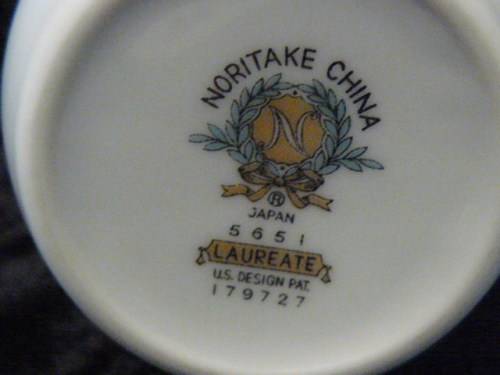 NORITAKE CHINA
N
®
JAPAN
5651
LAUREATE
U.S. DESIGN PAT.
179727